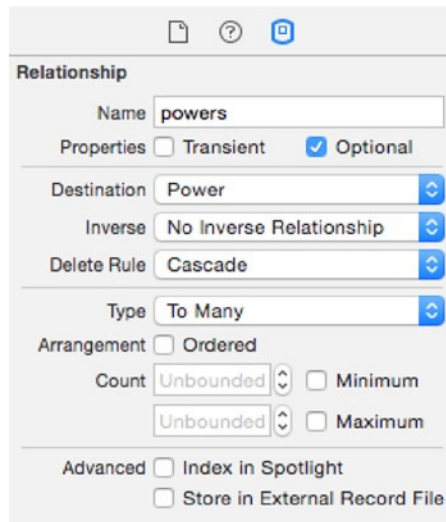 Relationship
Name powers
Properties Transient Optional
Destination Power
Inverse No Inverse Relationship
Delete Rule Cascade
Type To Many
Arrangement Ordered
Count Unbounded Minimum
Unbounded Maximum
Advanced Index in Spotlight
Store in External Record File